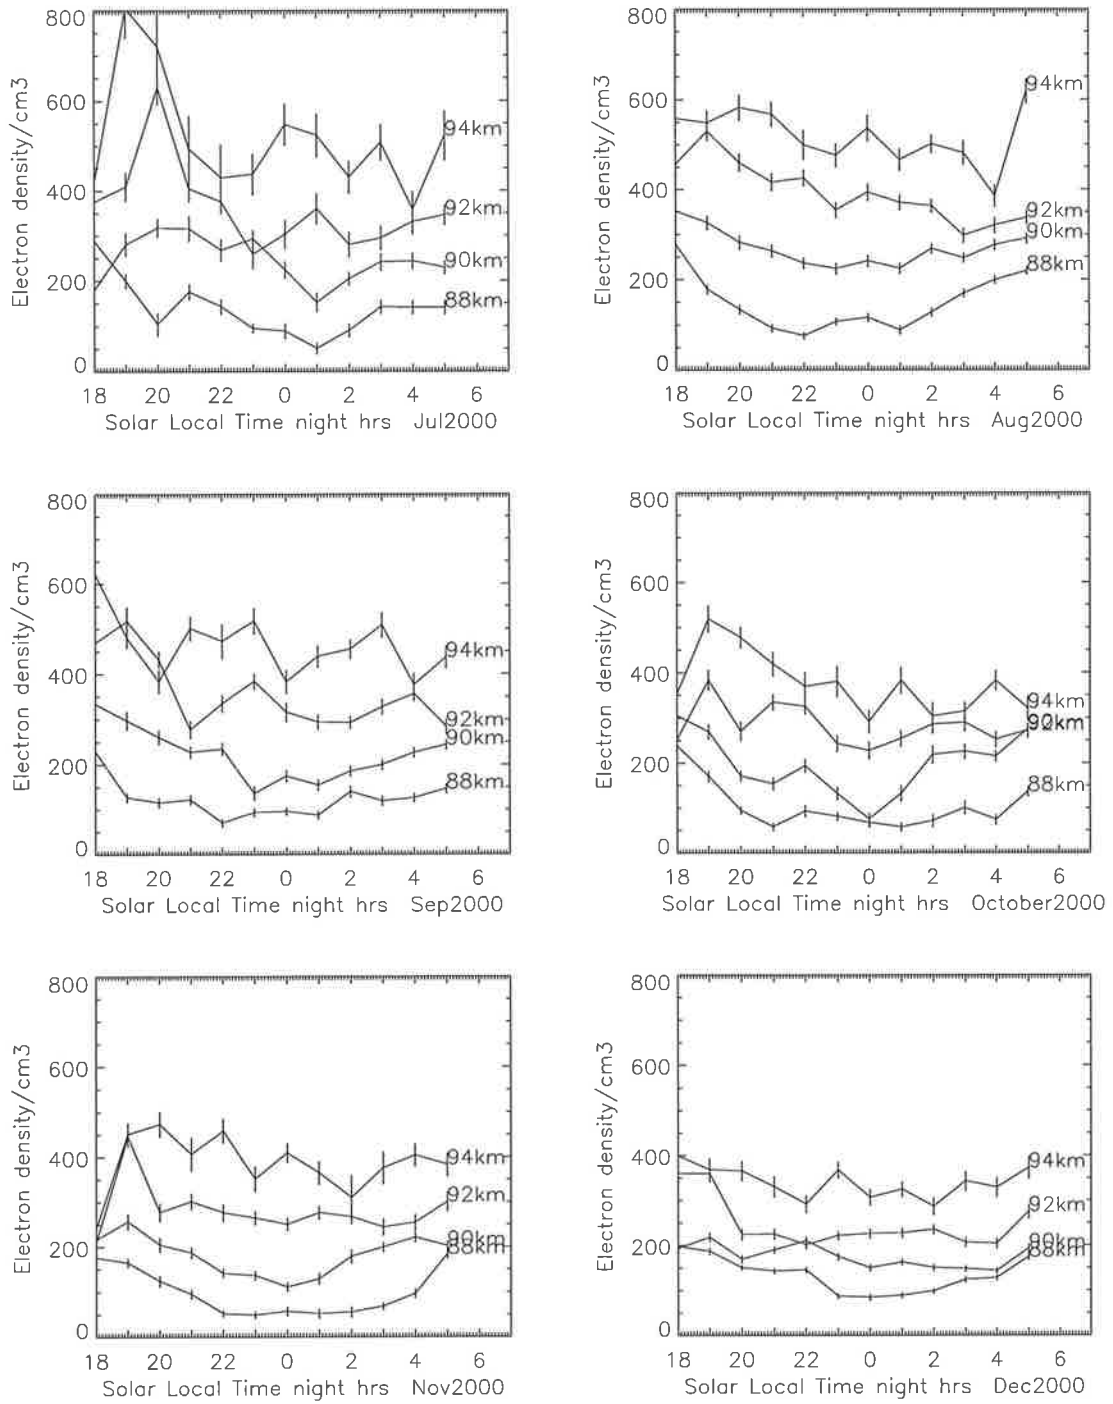 800
600
400
200
0
Electron density/cm3
94km
92km
90km
88km
18 20 22 0 2 4 6
Solar Local Time night hrs Jul2000
800
600
400
200
0
Electron density/cm3
94km
92km
90km
88km
18 20 22 0 2 4 6
Solar Local Time night hrs Aug2000
800
600
400
200
0
Electron density/cm3
94km
92km
90km
88km
18 20 22 0 2 4 6
Solar Local Time night hrs Sep2000
800
600
400
200
0
Electron density/cm3
94km
92km
90km
88km
18 20 22 0 2 4 6
Solar Local Time night hrs October2000
800
600
400
200
0
Electron density/cm3
94km
92km
90km
88km
18 20 22 0 2 4 6
Solar Local Time night hrs Nov2000
800
600
400
200
0
Electron density/cm3
94km
92km
90km
88km
18 20 22 0 2 4 6
Solar Local Time night hrs Dec2000